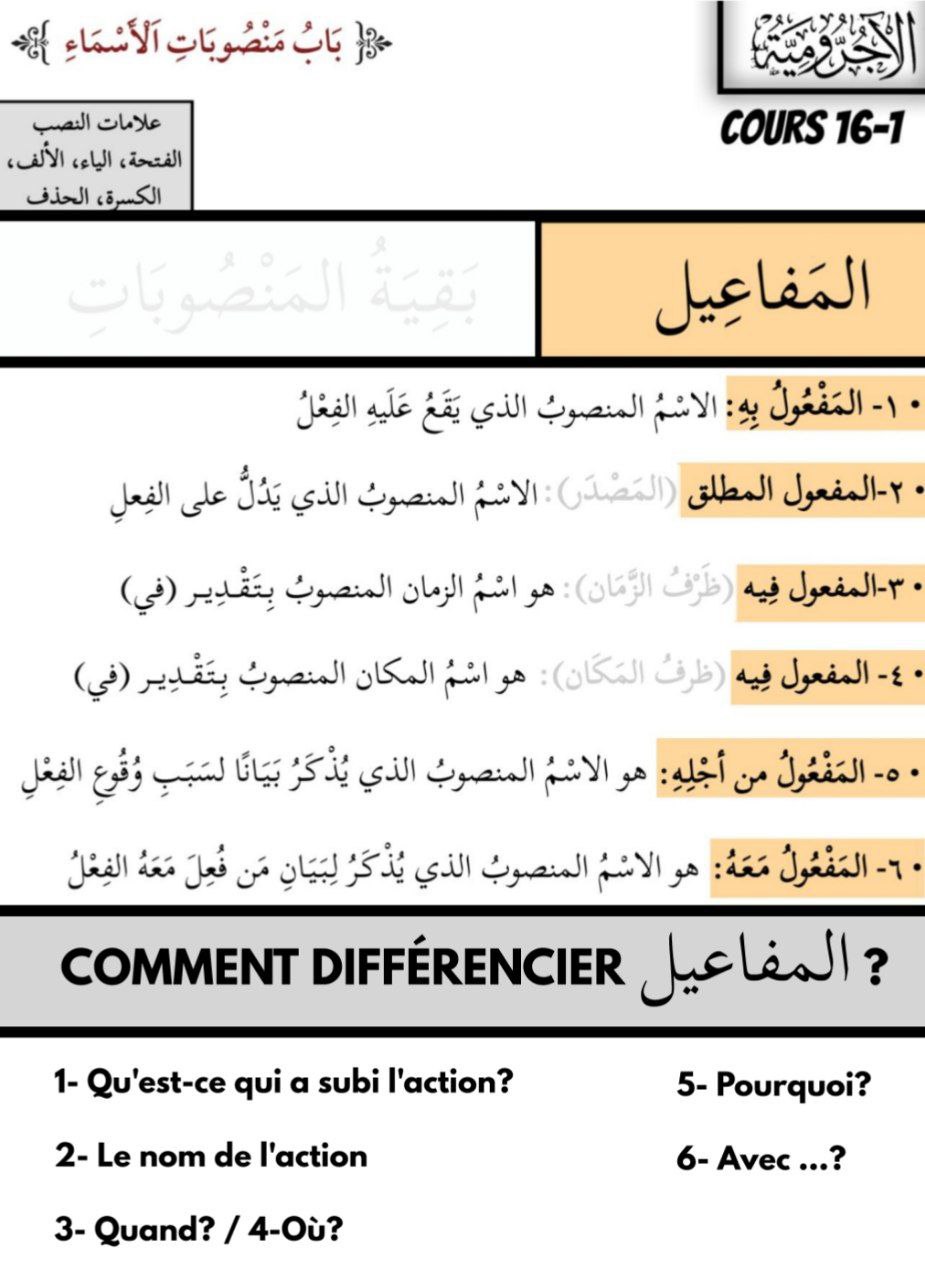 الآجُرُّومِيَّة
بَابُ مَنْصُوبَاتِ اَلْأَسْمَاءِ
COURS 16-1
علامات النصب
الفتحة، الياء، الألف،
الكسرة، الحذف
المَفاعِيل
بَقِيَةُ المَنْصُوبَاتِ
• ١- المَفْعُولُ بِهِ: الاسْمُ المنصوبُ الذي يَقَعُ عَلَيهِ الفِعْلُ
• ٢-المفعول المطلق (المَصْدَر): الاسْمُ المنصوبُ الذي يَدُلُّ على الفِعلِ
• ٣-المفعول فِيه (ظَرْفُ الزَّمَان): هو اسْمُ الزمان المنصوبُ بِتَقْدِيـر (في)
• ٤- المفعول فِيه (ظرفُ المَكَان): هو اسْمُ المكان المنصوبُ بِتَقْدِيـر (في)
• ٥- المَفْعُولُ من أجْلِهِ: هو الاسْمُ المنصوبُ الذي يُذْكَرُ بَيَانًا لسَبَبِ وُقُوعِ الفِعْلِ
• ٦- المَفْعُولُ مَعَهُ: هو الاسْمُ المنصوبُ الذي يُذْكَرُ لِبَيَانِ مَن فُعِلَ مَعَهُ الفِعْلُ
COMMENT DIFFÉRENCIER المفاعيل ?
1- Qu'est-ce qui a subi l'action?
2- Le nom de l'action
3- Quand? / 4-Où?
5- Pourquoi?
6- Avec ...?